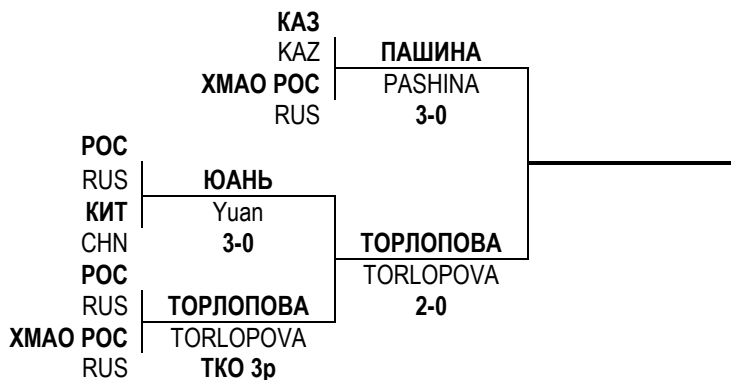 КАЗ
KAZ ПАШИНА
ХМАО РОС PASHINA
RUS 3-0
РОС
RUS ЮАНЬ
КИТ Yuan
CHN 3-0 ТОРЛОПОВА
РОС TORLOPOVA
RUS ТОРЛОПОВА 2-0
ХМАО РОС TORLOPOVA
RUS ТКО 3р